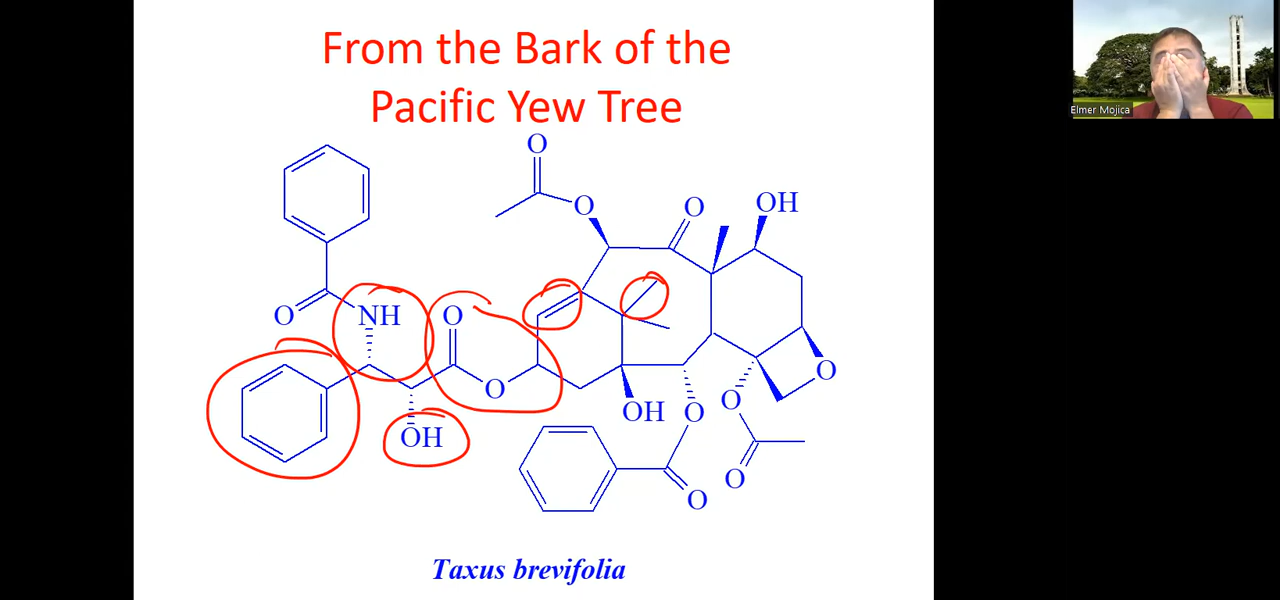 From the Bark of the
Pacific Yew Tree
O
O
O
OH
O
NH
O
O
O
OH
O
O
OH
O
O
Taxus brevifolia
Elmer Mojica